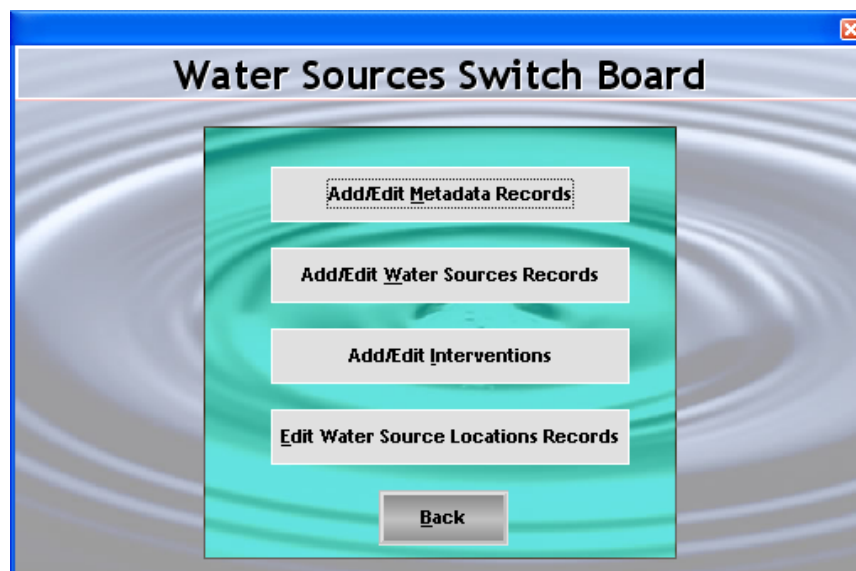 Water Sources Switch Board
Add/Edit Metadata Records
Add/Edit Water Sources Records
Add/Edit Interventions
Edit Water Source Locations Records
Back